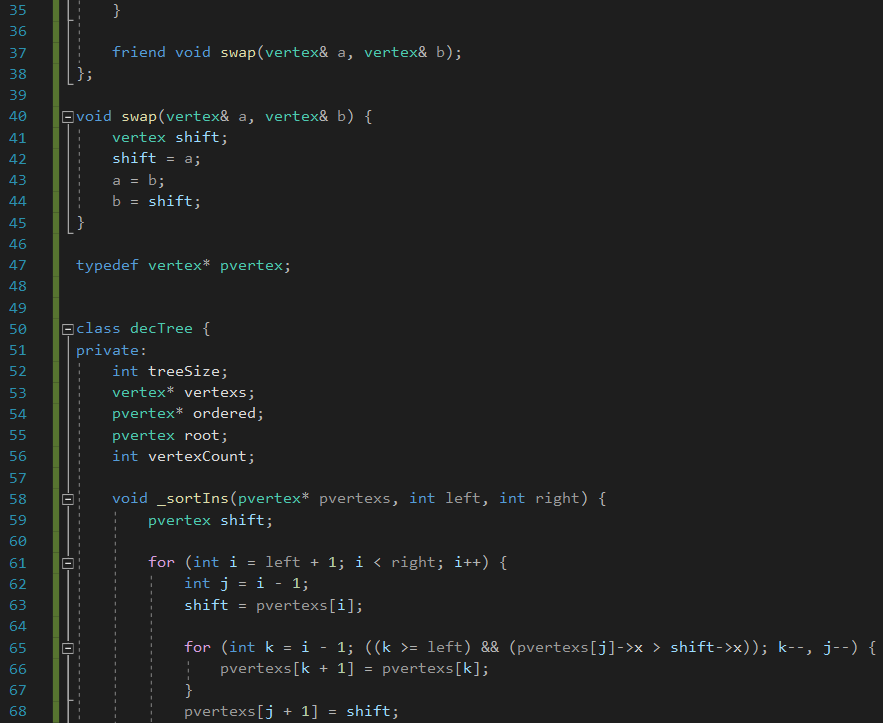 35 }
36
37 friend void swap(vertex& a, vertex& b);
38 };
39
40 void swap(vertex& a, vertex& b) {
41 vertex shift;
42 shift = a;
43 a = b;
44 b = shift;
45 }
46
47 typedef vertex* pvertex;
48
49
50 class decTree {
51 private:
52 int treeSize;
53 vertex* vertexs;
54 pvertex* ordered;
55 pvertex root;
56 int vertexCount;
57
58 void _sortIns(pvertex* pvertexs, int left, int right) {
59 pvertex shift;
60
61 for (int i = left + 1; i < right; i++) {
62 int j = i - 1;
63 shift = pvertexs[i];
64
65 for (int k = i - 1; ((k >= left) && (pvertexs[j]->x > shift->x)); k--, j--) {
66 pvertexs[k + 1] = pvertexs[k];
67 }
68 pvertexs[j + 1] = shift;